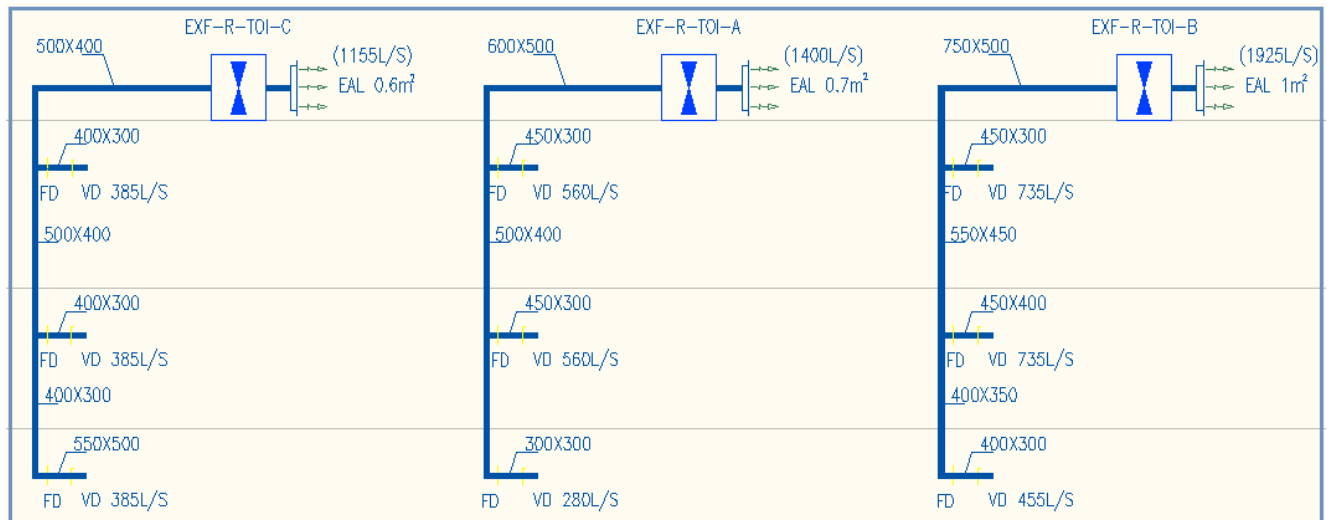 EXF-R-TOI-C
500X400
(1155L/S)
EAL 0.6m²
400X300
FD VD 385L/S
500X400
400X300
FD VD 385L/S
400X300
550X500
FD VD 385L/S
EXF-R-TOI-A
600X500
(1400L/S)
EAL 0.7m²
450X300
FD VD 560L/S
500X400
450X300
FD VD 560L/S
300X300
FD VD 280L/S
EXF-R-TOI-B
750X500
(1925L/S)
EAL 1m²
450X300
FD VD 735L/S
550X450
450X400
FD VD 735L/S
400X350
400X300
FD VD 455L/S